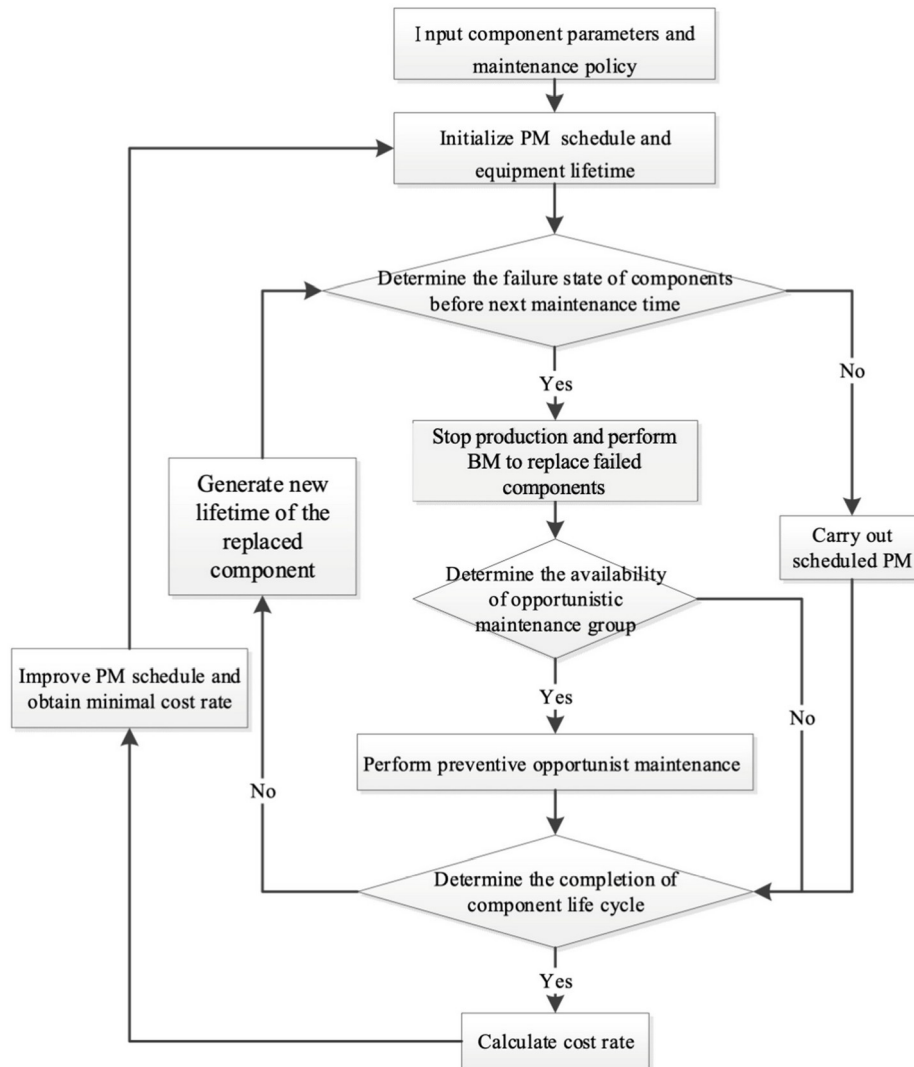 Input component parameters and
maintenance policy
Initialize PM schedule and
equipment lifetime
Determine the failure state of components
before next maintenance time
No
Yes
Stop production and perform
BM to replace failed
components
Generate new
lifetime of the
replaced
component
Carry out
scheduled PM
Determine the availability
of opportunistic
maintenance group
Improve PM schedule and
obtain minimal cost rate
Yes
No
Perform preventive opportunist maintenance
No
Determine the completion of
component life cycle
Yes
Calculate cost rate